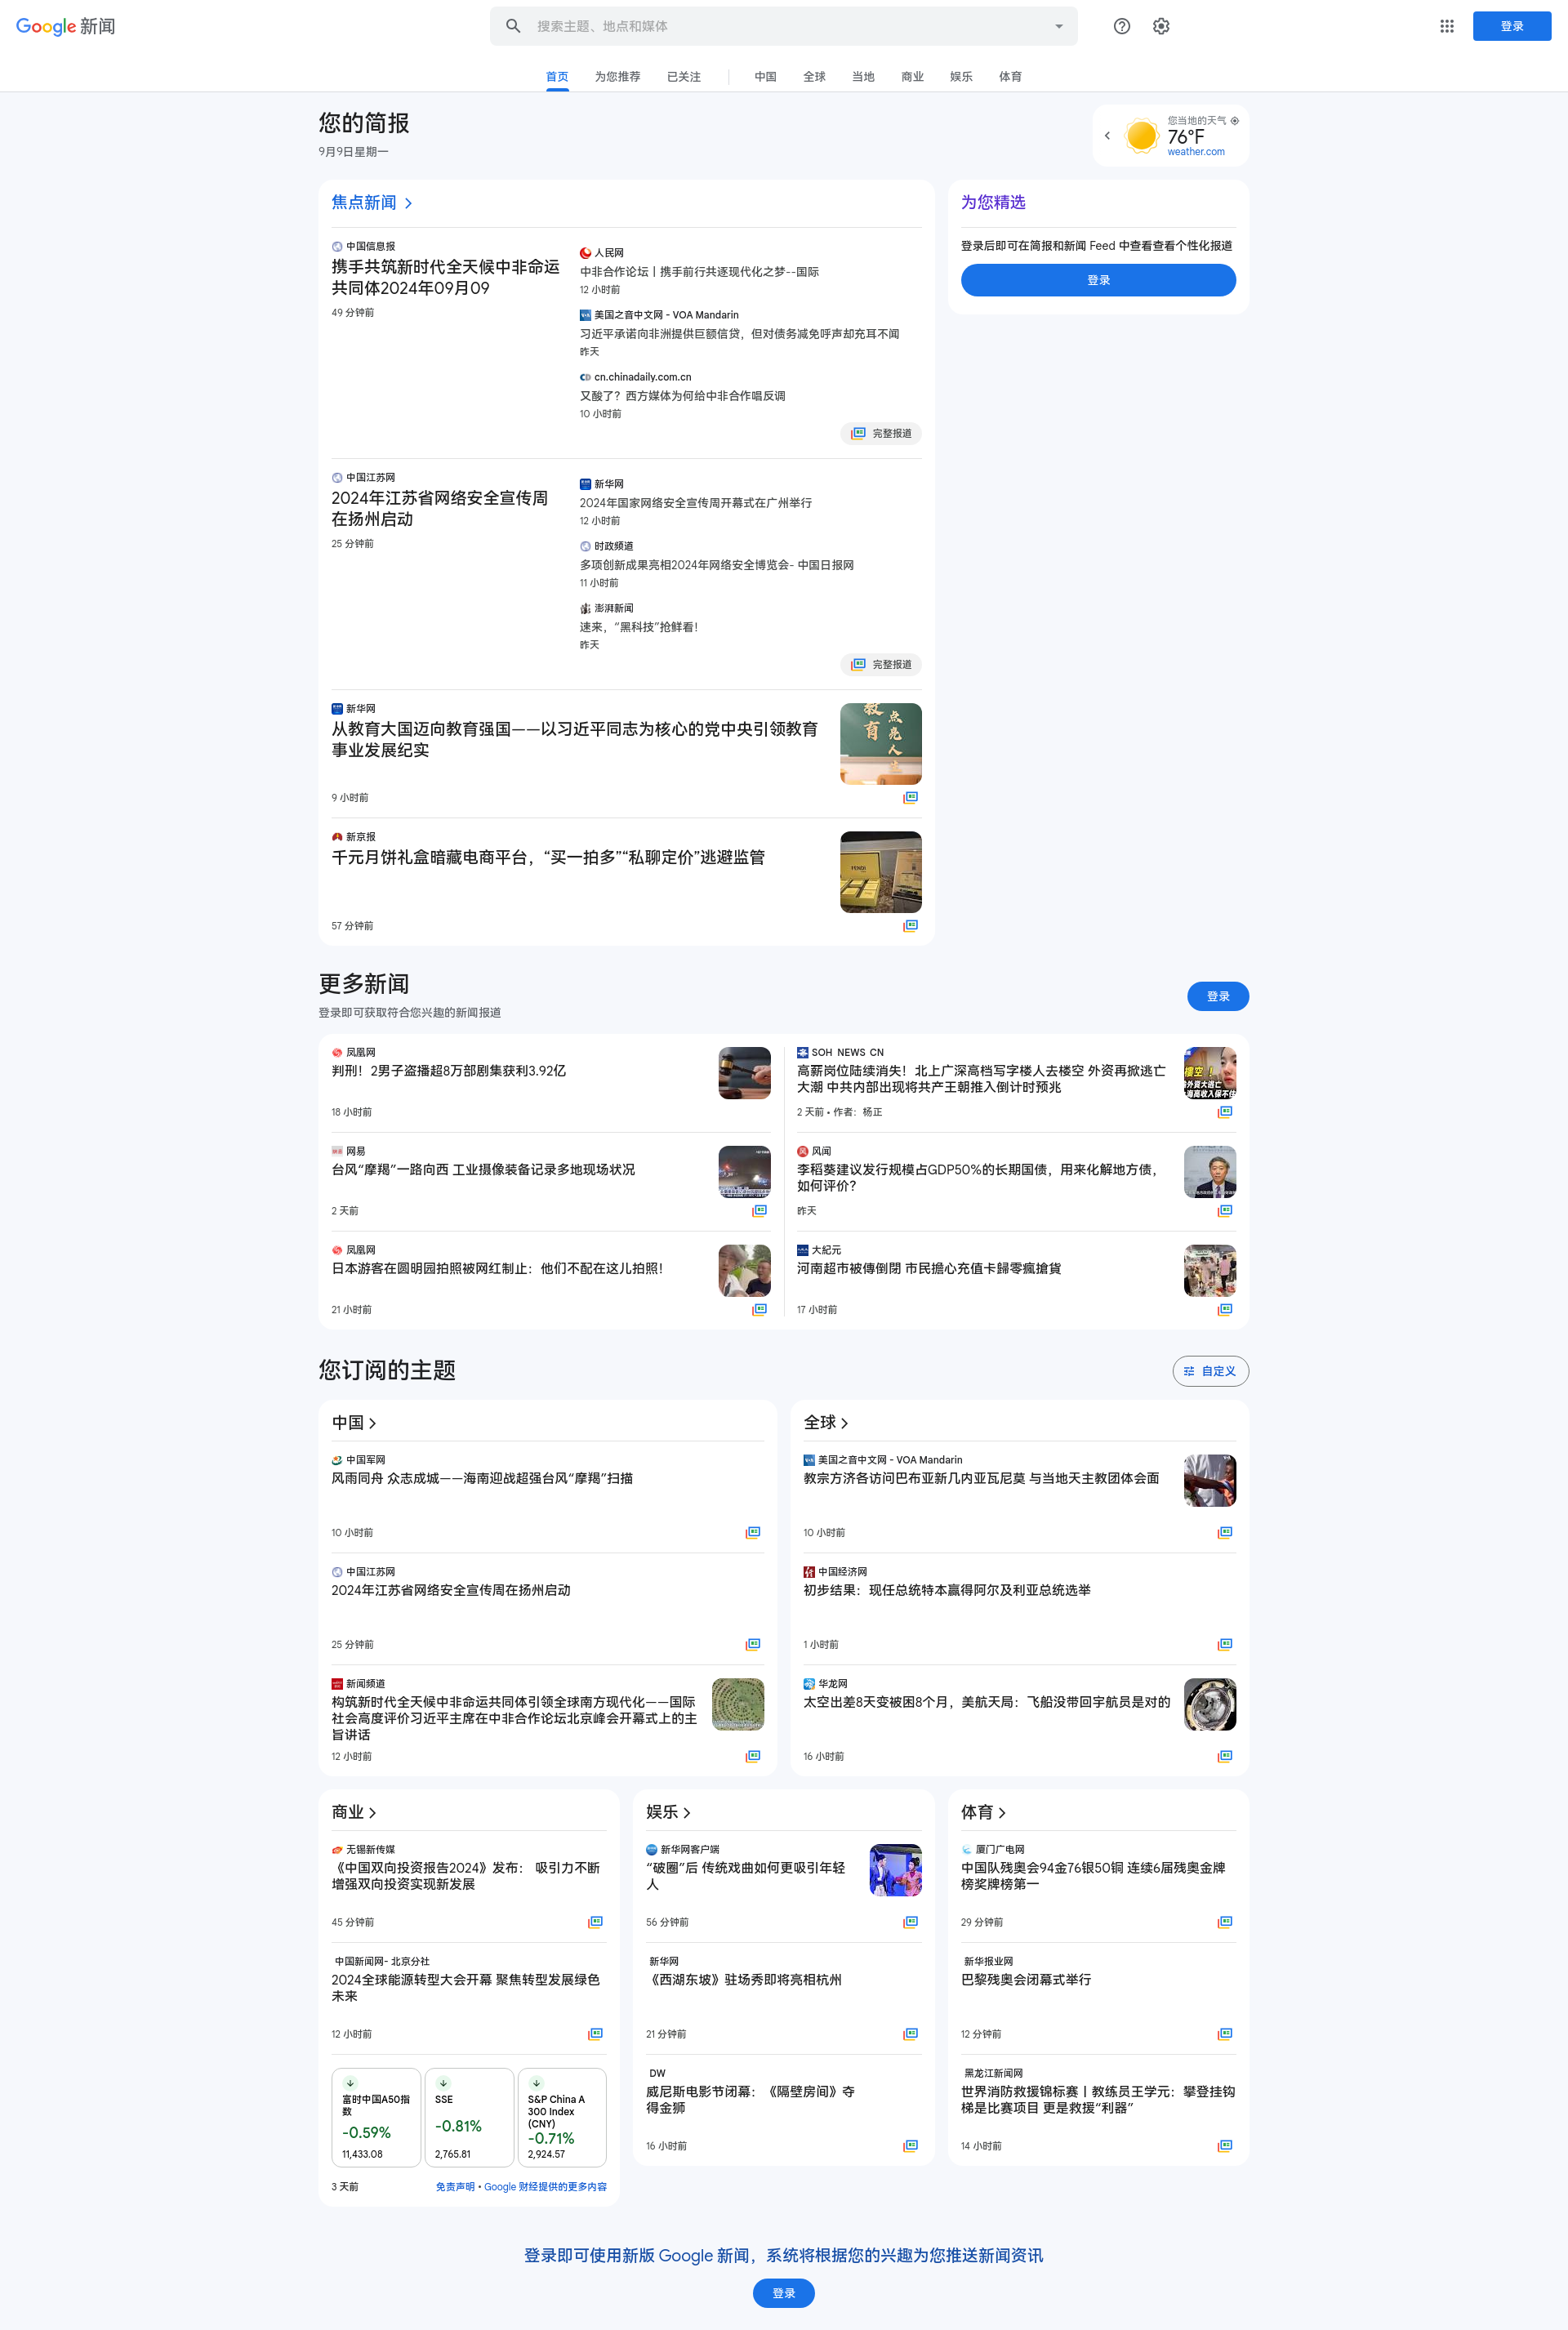 Google 新闻
搜索主题、地点和媒体
登录
首页
为您推荐
已关注
中国
全球
当地
商业
娱乐
体育
您的简报
9月9日星期一
您当地的天气
76°F
weather.com
焦点新闻
中国信息报
携手共筑新时代全天候中非命运
共同体2024年09月09
49 分钟前
人民网
中非合作论坛丨携手前行共逐现代化之梦--国际
12 小时前
美国之音中文网 - VOA Mandarin
习近平承诺向非洲提供巨额信贷，但对债务减免呼声却充耳不闻
昨天
cn.chinadaily.com.cn
又酸了？西方媒体为何给中非合作唱反调
10 小时前
完整报道
为您精选
登录后即可在简报和新闻 Feed 中查看查看个性化报道
登录
中国江苏网
2024年江苏省网络安全宣传周
在扬州启动
25 分钟前
新华网
2024年国家网络安全宣传周开幕式在广州举行
12 小时前
时政频道
多项创新成果亮相2024年网络安全博览会- 中国日报网
11 小时前
澎湃新闻
速来，“黑科技”抢鲜看！
昨天
完整报道
新华网
从教育大国迈向教育强国——以习近平同志为核心的党中央引领教育
事业发展纪实
9 小时前
新京报
千元月饼礼盒暗藏电商平台，“买一拍多”“私聊定价”逃避监管
FENDI
57 分钟前
更多新闻
登录即可获取符合您兴趣的新闻报道
登录
凤凰网
判刑！2男子盗播超8万部剧集获利3.92亿
18 小时前
SOH NEWS CN
高薪岗位陆续消失！北上广深高档写字楼人去楼空 外资再掀逃亡
大潮 中共内部出现将共产王朝推入倒计时预兆
2 天前 • 作者：杨正
网易
台风“摩羯”一路向西 工业摄像装备记录多地现场状况
2 天前
风闻
李稻葵建议发行规模占GDP50%的长期国债，用来化解地方债，
如何评价？
昨天
凤凰网
日本游客在圆明园拍照被网红制止：他们不配在这儿拍照！
21 小时前
大紀元
河南超市被傳倒閉 市民擔心充值卡歸零瘋搶貨
17 小时前
您订阅的主题
自定义
中国
中国军网
风雨同舟 众志成城——海南迎战超强台风“摩羯”扫描
10 小时前
中国江苏网
2024年江苏省网络安全宣传周在扬州启动
25 分钟前
新闻频道
构筑新时代全天候中非命运共同体引领全球南方现代化——国际
社会高度评价习近平主席在中非合作论坛北京峰会开幕式上的主
旨讲话
12 小时前
全球
美国之音中文网 - VOA Mandarin
教宗方济各访问巴布亚新几内亚瓦尼莫 与当地天主教团体会面
10 小时前
中国经济网
初步结果：现任总统特本赢得阿尔及利亚总统选举
1 小时前
华龙网
太空出差8天变被困8个月，美航天局：飞船没带回宇航员是对的
16 小时前
商业
无锡新传媒
《中国双向投资报告2024》发布： 吸引力不断
增强双向投资实现新发展
45 分钟前
中国新闻网- 北京分社
2024全球能源转型大会开幕 聚焦转型发展绿色
未来
12 小时前
富时中国A50指
数
-0.59%
11,433.08
SSE
-0.81%
2,765.81
S&P China A
300 Index
(CNY)
-0.71%
2,924.57
3 天前
免责声明 • Google 财经提供的更多内容
娱乐
新华网客户端
“破圈”后 传统戏曲如何更吸引年轻
人
56 分钟前
新华网
《西湖东坡》驻场秀即将亮相杭州
21 分钟前
DW
威尼斯电影节闭幕：《隔壁房间》夺
得金狮
16 小时前
体育
厦门广电网
中国队残奥会94金76银50铜 连续6届残奥金牌
榜奖牌榜第一
29 分钟前
新华报业网
巴黎残奥会闭幕式举行
12 分钟前
黑龙江新闻网
世界消防救援锦标赛丨教练员王学元：攀登挂钩
梯是比赛项目 更是救援“利器”
14 小时前
登录即可使用新版 Google 新闻，系统将根据您的兴趣为您推送新闻资讯
登录